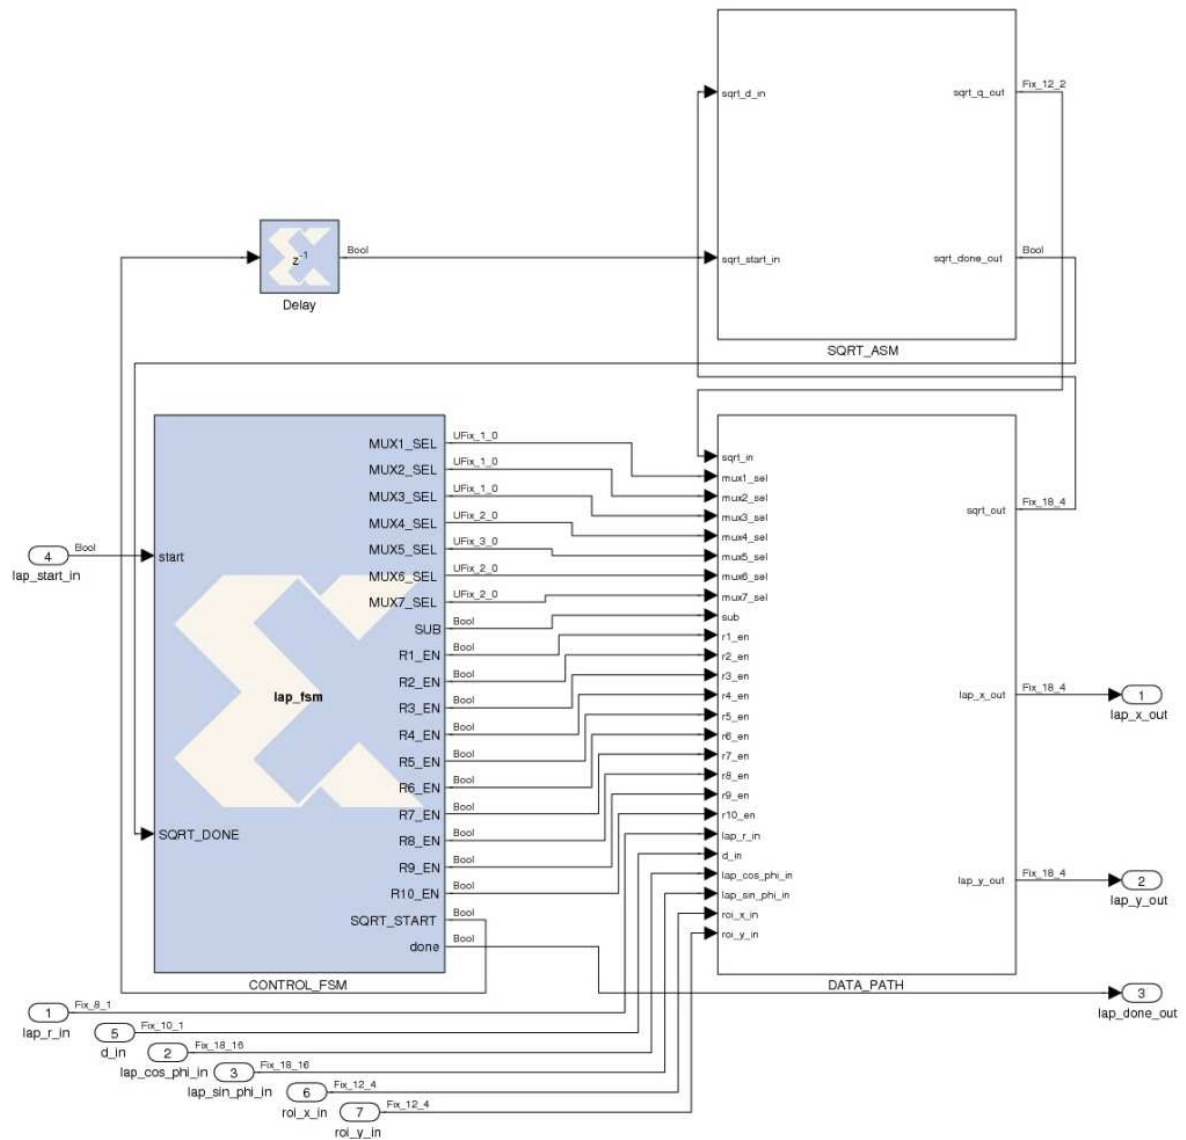 sqrt_d_in
sqrt_q_out
Fix_12_2
z-1
Bool
Delay
sqrt_start_in
sqrt_done_out
Bool
SQRT_ASM
MUX1_SEL
UFix_1_0
MUX2_SEL
UFix_1_0
MUX3_SEL
UFix_1_0
MUX4_SEL
UFix_2_0
MUX5_SEL
UFix_3_0
MUX6_SEL
UFix_2_0
MUX7_SEL
UFix_2_0
SUB
Bool
R1_EN
Bool
R2_EN
Bool
R3_EN
Bool
R4_EN
Bool
R5_EN
Bool
R6_EN
Bool
R7_EN
Bool
R8_EN
Bool
R9_EN
Bool
R10_EN
Bool
SQRT_START
Bool
done
Bool
4
Bool
lap_start_in
start
lap_fsm
SQRT_DONE
CONTROL_FSM
sqrt_in
mux1_sel
mux2_sel
mux3_sel
mux4_sel
mux5_sel
mux6_sel
mux7_sel
sub
r1_en
r2_en
r3_en
r4_en
r5_en
r6_en
r7_en
r8_en
r9_en
r10_en
lap_r_in
d_in
lap_cos_phi_in
lap_sin_phi_in
roi_x_in
roi_y_in
sqrt_out
Fix_18_4
lap_x_out
Fix_18_4
1
lap_x_out
lap_y_out
Fix_18_4
2
lap_y_out
DATA_PATH
3
lap_done_out
1
Fix_8_1
lap_r_in
5
Fix_10_1
d_in
2
Fix_18_16
lap_cos_phi_in
3
Fix_18_16
lap_sin_phi_in
6
Fix_12_4
roi_x_in
7
Fix_12_4
roi_y_in